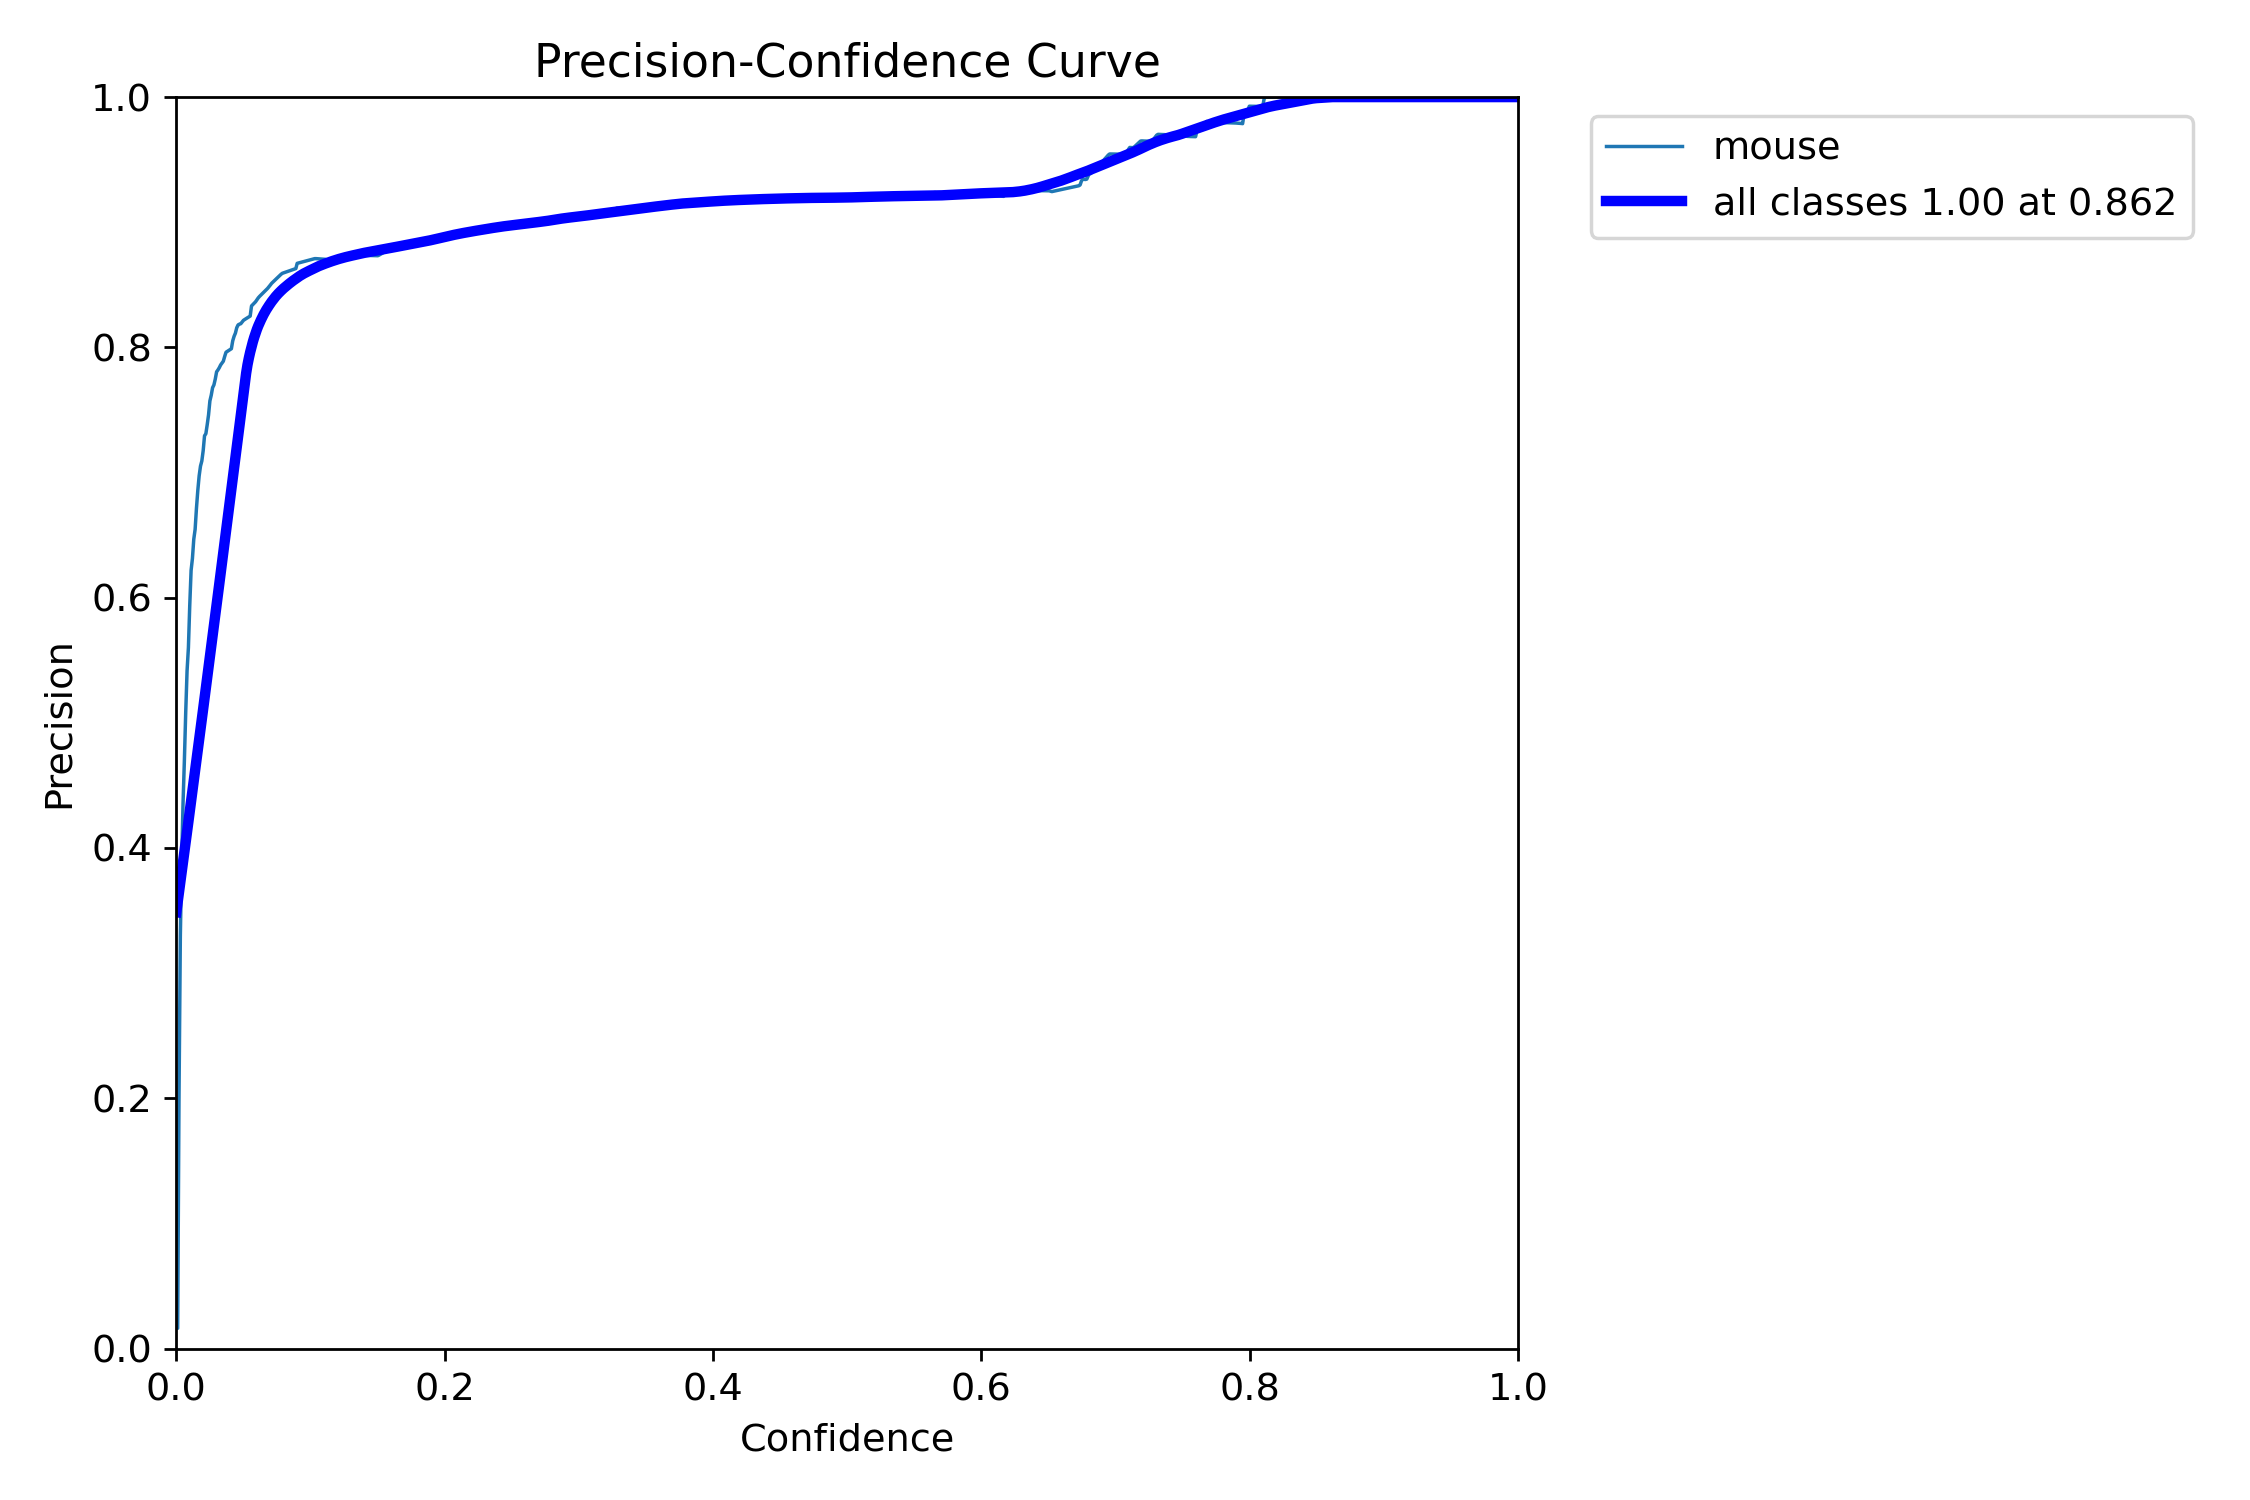 Precision-Confidence Curve
1.0
0.8
0.6
0.4
0.2
0.0
Precision
0.0 0.2 0.4 0.6 0.8 1.0
Confidence
mouse
all classes 1.00 at 0.862